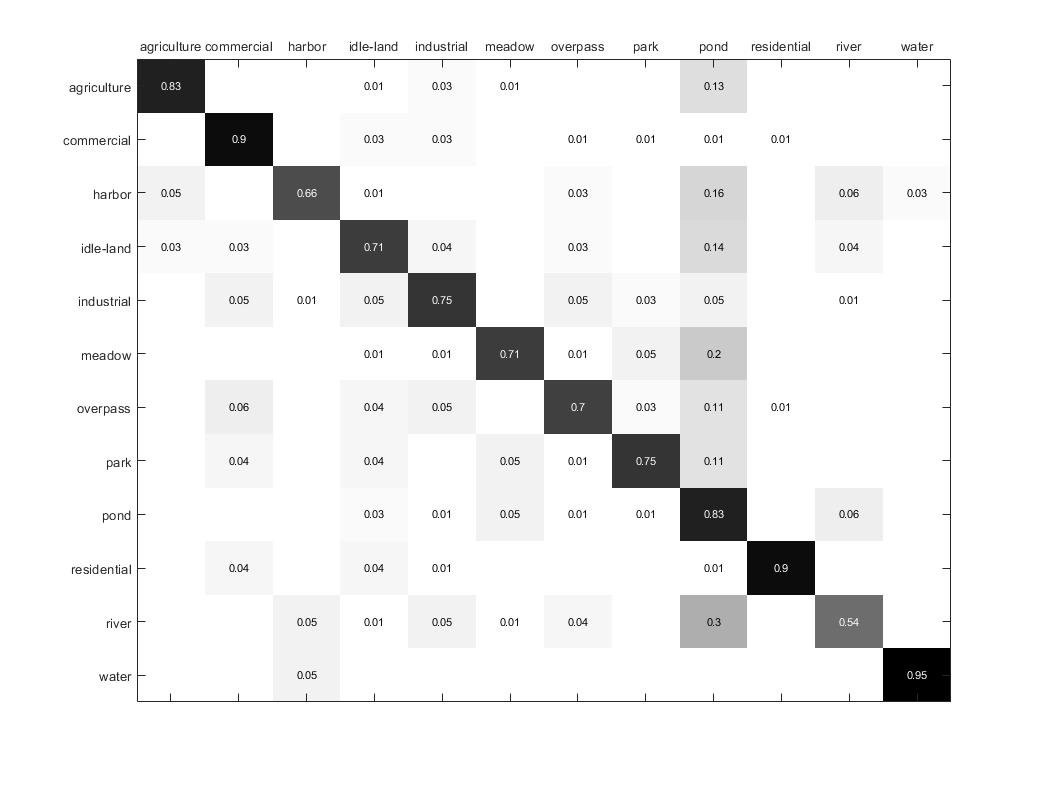 agriculture commercial harbor idle-land industrial meadow overpass park pond residential river water
agriculture 0.83 0.01 0.03 0.01 0.13
commercial 0.9 0.03 0.03 0.01 0.01 0.01 0.01
harbor 0.05 0.66 0.01 0.03 0.16 0.06 0.03
idle-land 0.03 0.03 0.71 0.04 0.03 0.14 0.04
industrial 0.05 0.01 0.05 0.75 0.05 0.03 0.05 0.01
meadow 0.01 0.01 0.71 0.01 0.05 0.2
overpass 0.06 0.04 0.05 0.7 0.03 0.11 0.01
park 0.04 0.04 0.05 0.01 0.75 0.11
pond 0.03 0.01 0.05 0.01 0.01 0.83 0.06
residential 0.04 0.04 0.01 0.01 0.9
river 0.05 0.01 0.05 0.01 0.04 0.3 0.54
water 0.05 0.95